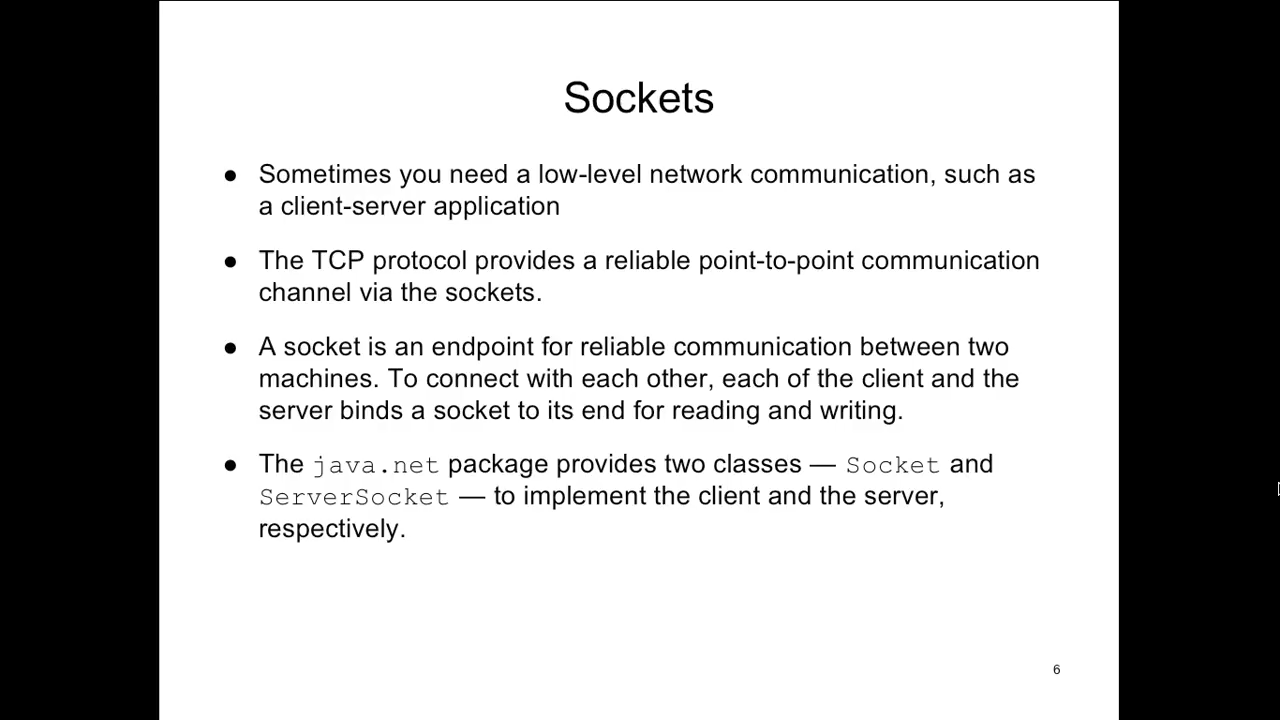 Sockets
● Sometimes you need a low-level network communication, such as
a client-server application
● The TCP protocol provides a reliable point-to-point communication
channel via the sockets.
● A socket is an endpoint for reliable communication between two
machines. To connect with each other, each of the client and the
server binds a socket to its end for reading and writing.
● The java.net package provides two classes — Socket and
ServerSocket — to implement the client and the server,
respectively.
6